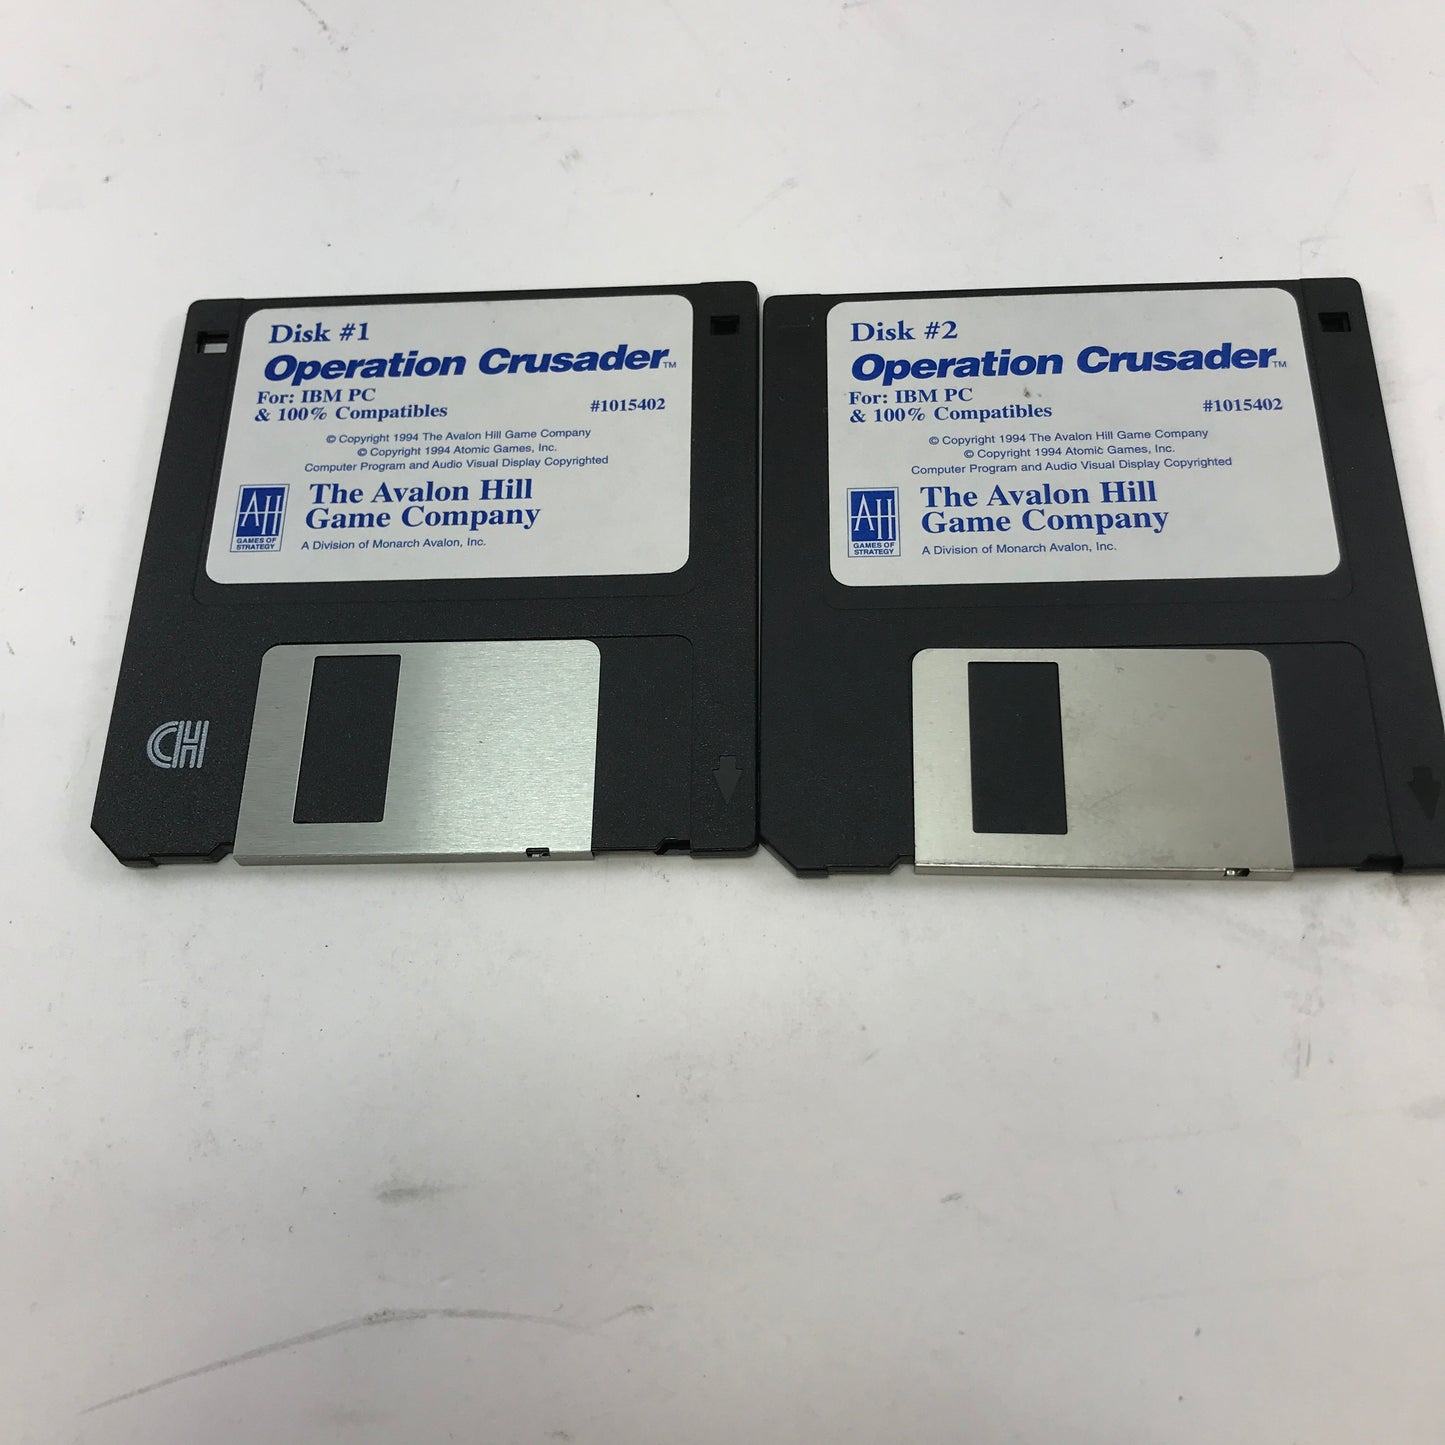 Disk #1
Operation Crusader™
For: IBM PC
& 100% Compatibles
#1015402
© Copyright 1994 The Avalon Hill Game Company
© Copyright 1994 Atomic Games, Inc.
Computer Program and Audio Visual Display Copyrighted
AH
GAMES OF
STRATEGY
The Avalon Hill
Game Company
A Division of Monarch Avalon, Inc.
CH
Disk #2
Operation Crusader™
For: IBM PC
& 100% Compatibles
#1015402
© Copyright 1994 The Avalon Hill Game Company
© Copyright 1994 Atomic Games, Inc.
Computer Program and Audio Visual Display Copyrighted
AH
GAMES OF
STRATEGY
The Avalon Hill
Game Company
A Division of Monarch Avalon, Inc.